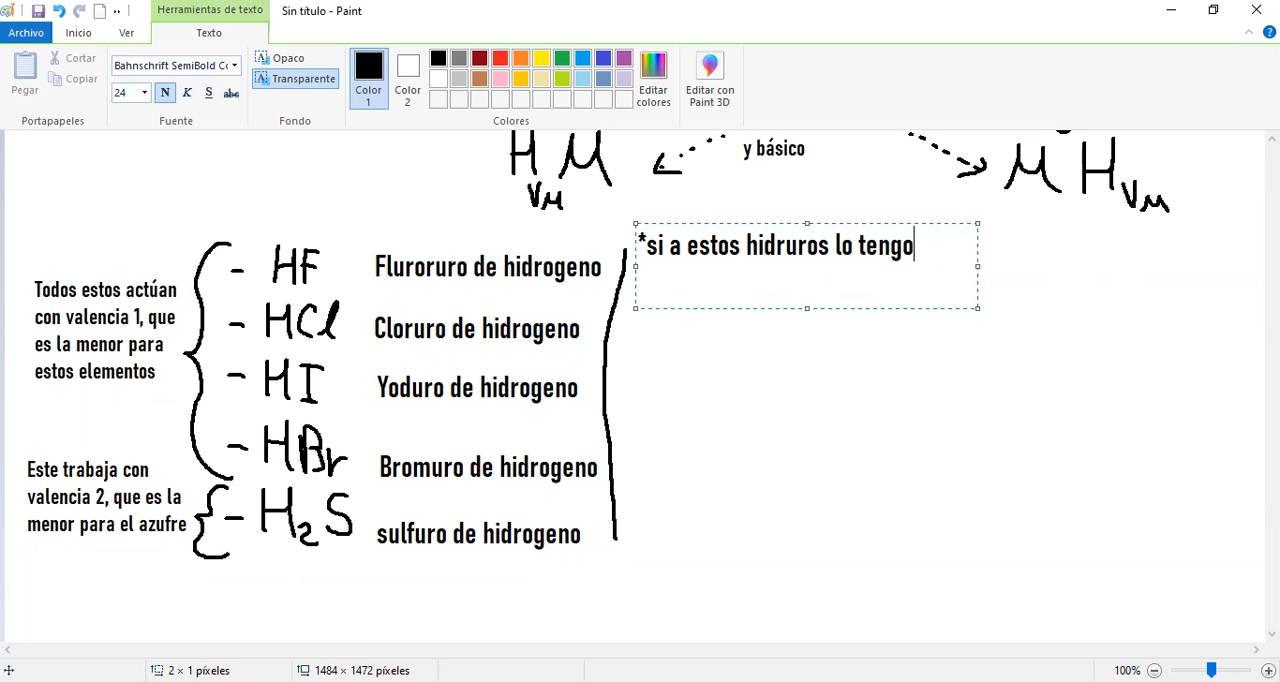 Herramientas de texto
Sin título - Paint
Archivo Inicio Ver Texto
Pegar
Cortar
Copiar
Portapapeles
Bahnschrift SemiBold Cc
24 N K S abc
Fuente
Opaco
Transparente
Fondo
Color 1
Color 2
Editar colores
Colores
Editar con Paint 3D
y básico
H M
VM
M H
VM
Todos estos actúan
con valencia 1, que
es la menor para
estos elementos
- HF Fluroruro de hidrogeno
- HCl Cloruro de hidrogeno
- HI Yoduro de hidrogeno
- HBr Bromuro de hidrogeno
Este trabaja con
valencia 2, que es la
menor para el azufre
- H2S sulfuro de hidrogeno
*si a estos hidruros lo tengo
2 × 1 píxeles
1484 × 1472 píxeles
100%